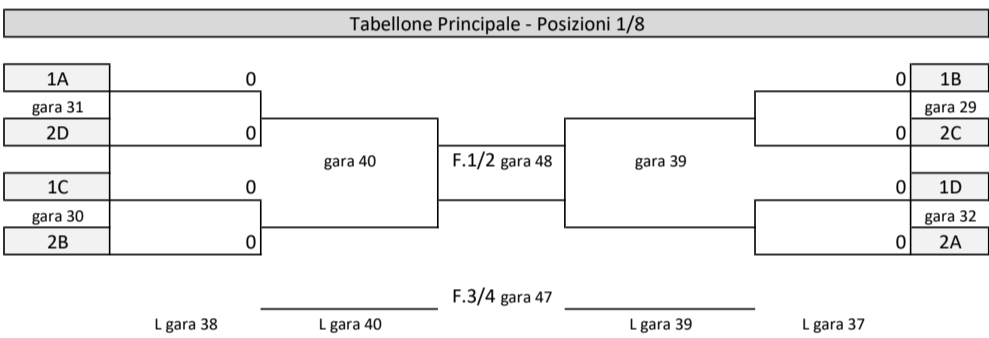 Tabellone Principale - Posizioni 1/8
1A 0 0 1B
gara 31 gara 29
2D 0 0 2C
gara 40 F.1/2 gara 48 gara 39
1C 0 0 1D
gara 30 gara 32
2B 0 0 2A
F.3/4 gara 47
L gara 38 L gara 40 L gara 39 L gara 37